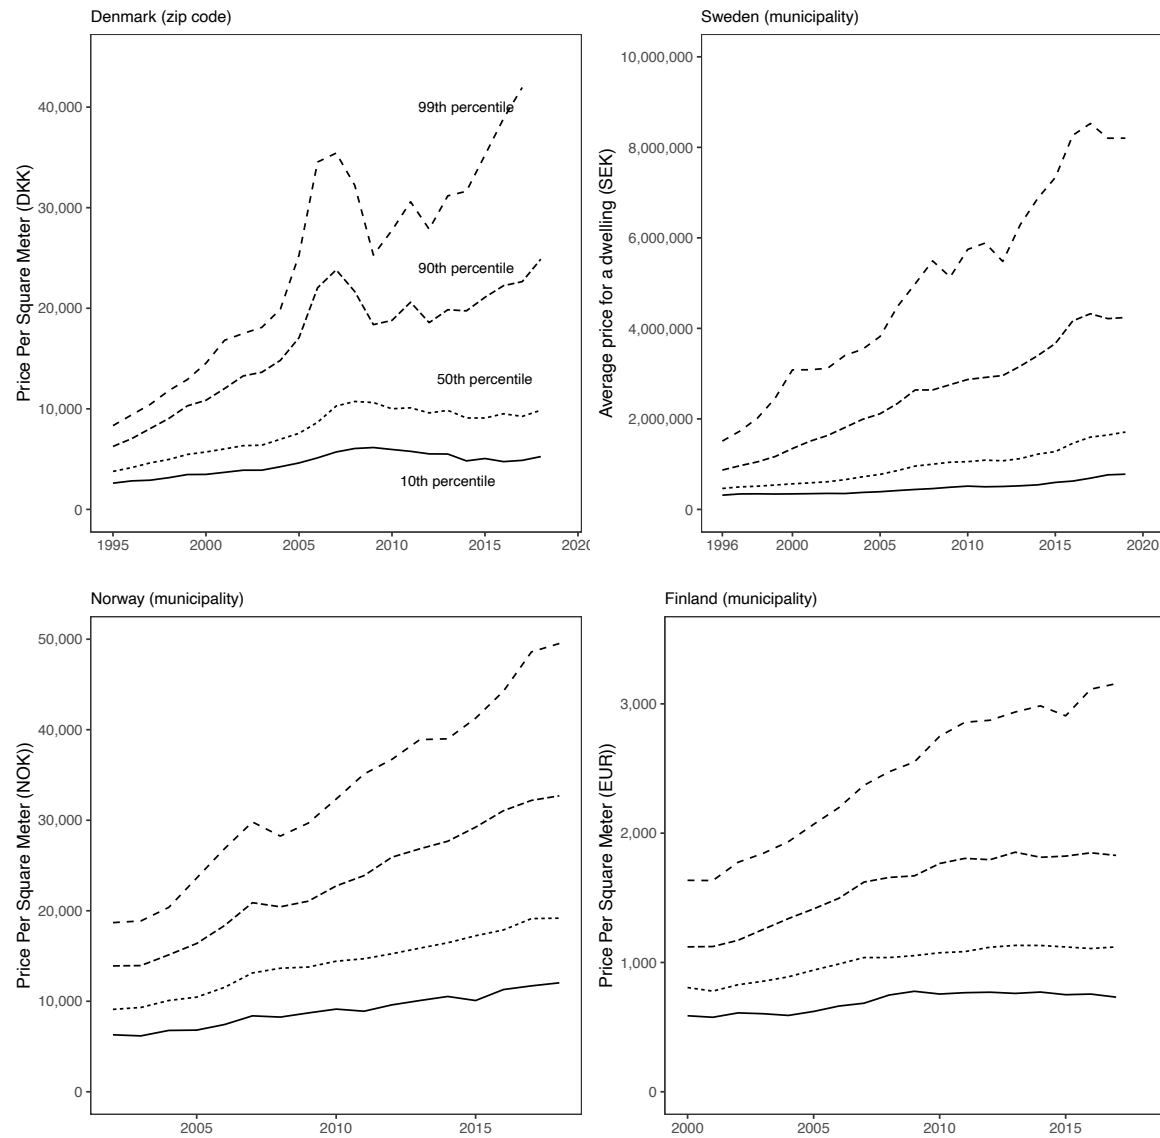 Denmark (zip code)
Price Per Square Meter (DKK)
40,000
30,000
20,000
10,000
0
99th percentile
90th percentile
50th percentile
10th percentile
1995 2000 2005 2010 2015 2020
Sweden (municipality)
Average price for a dwelling (SEK)
10,000,000
8,000,000
6,000,000
4,000,000
2,000,000
0
1996 2000 2005 2010 2015 2020
Norway (municipality)
Price Per Square Meter (NOK))
50,000
40,000
30,000
20,000
10,000
0
2005 2010 2015
Finland (municipality)
Price Per Square Meter (EUR))
3,000
2,000
1,000
0
2000 2005 2010 2015